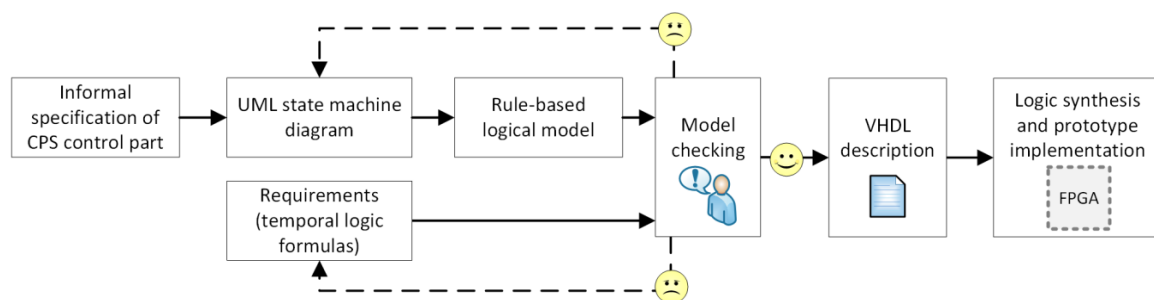 Informal
specification of
CPS control part
UML state machine
diagram
Rule-based
logical model
Requirements
(temporal logic
formulas)
Model
checking
!
VHDL
description
Logic synthesis
and prototype
implementation
FPGA